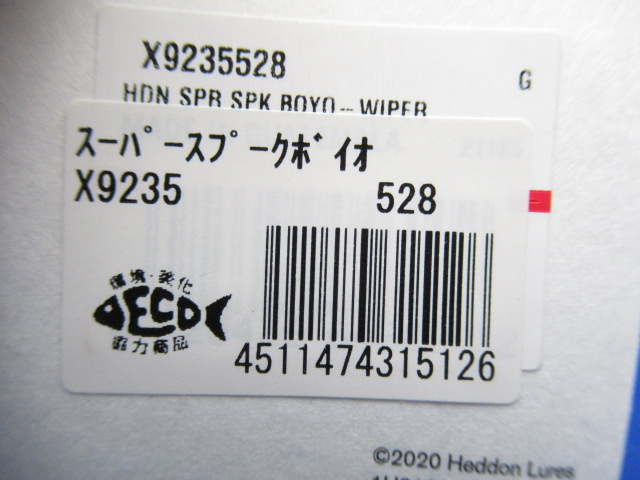 X9235528
G
HDN SPR SPK BOYO--WIPER
ｽｰﾊﾟｰｽﾌﾟｰｸﾎﾞｲｵ
X9235 528
環境・美化
ECO
協力商品
4511474315126
©2020 Heddon Lures